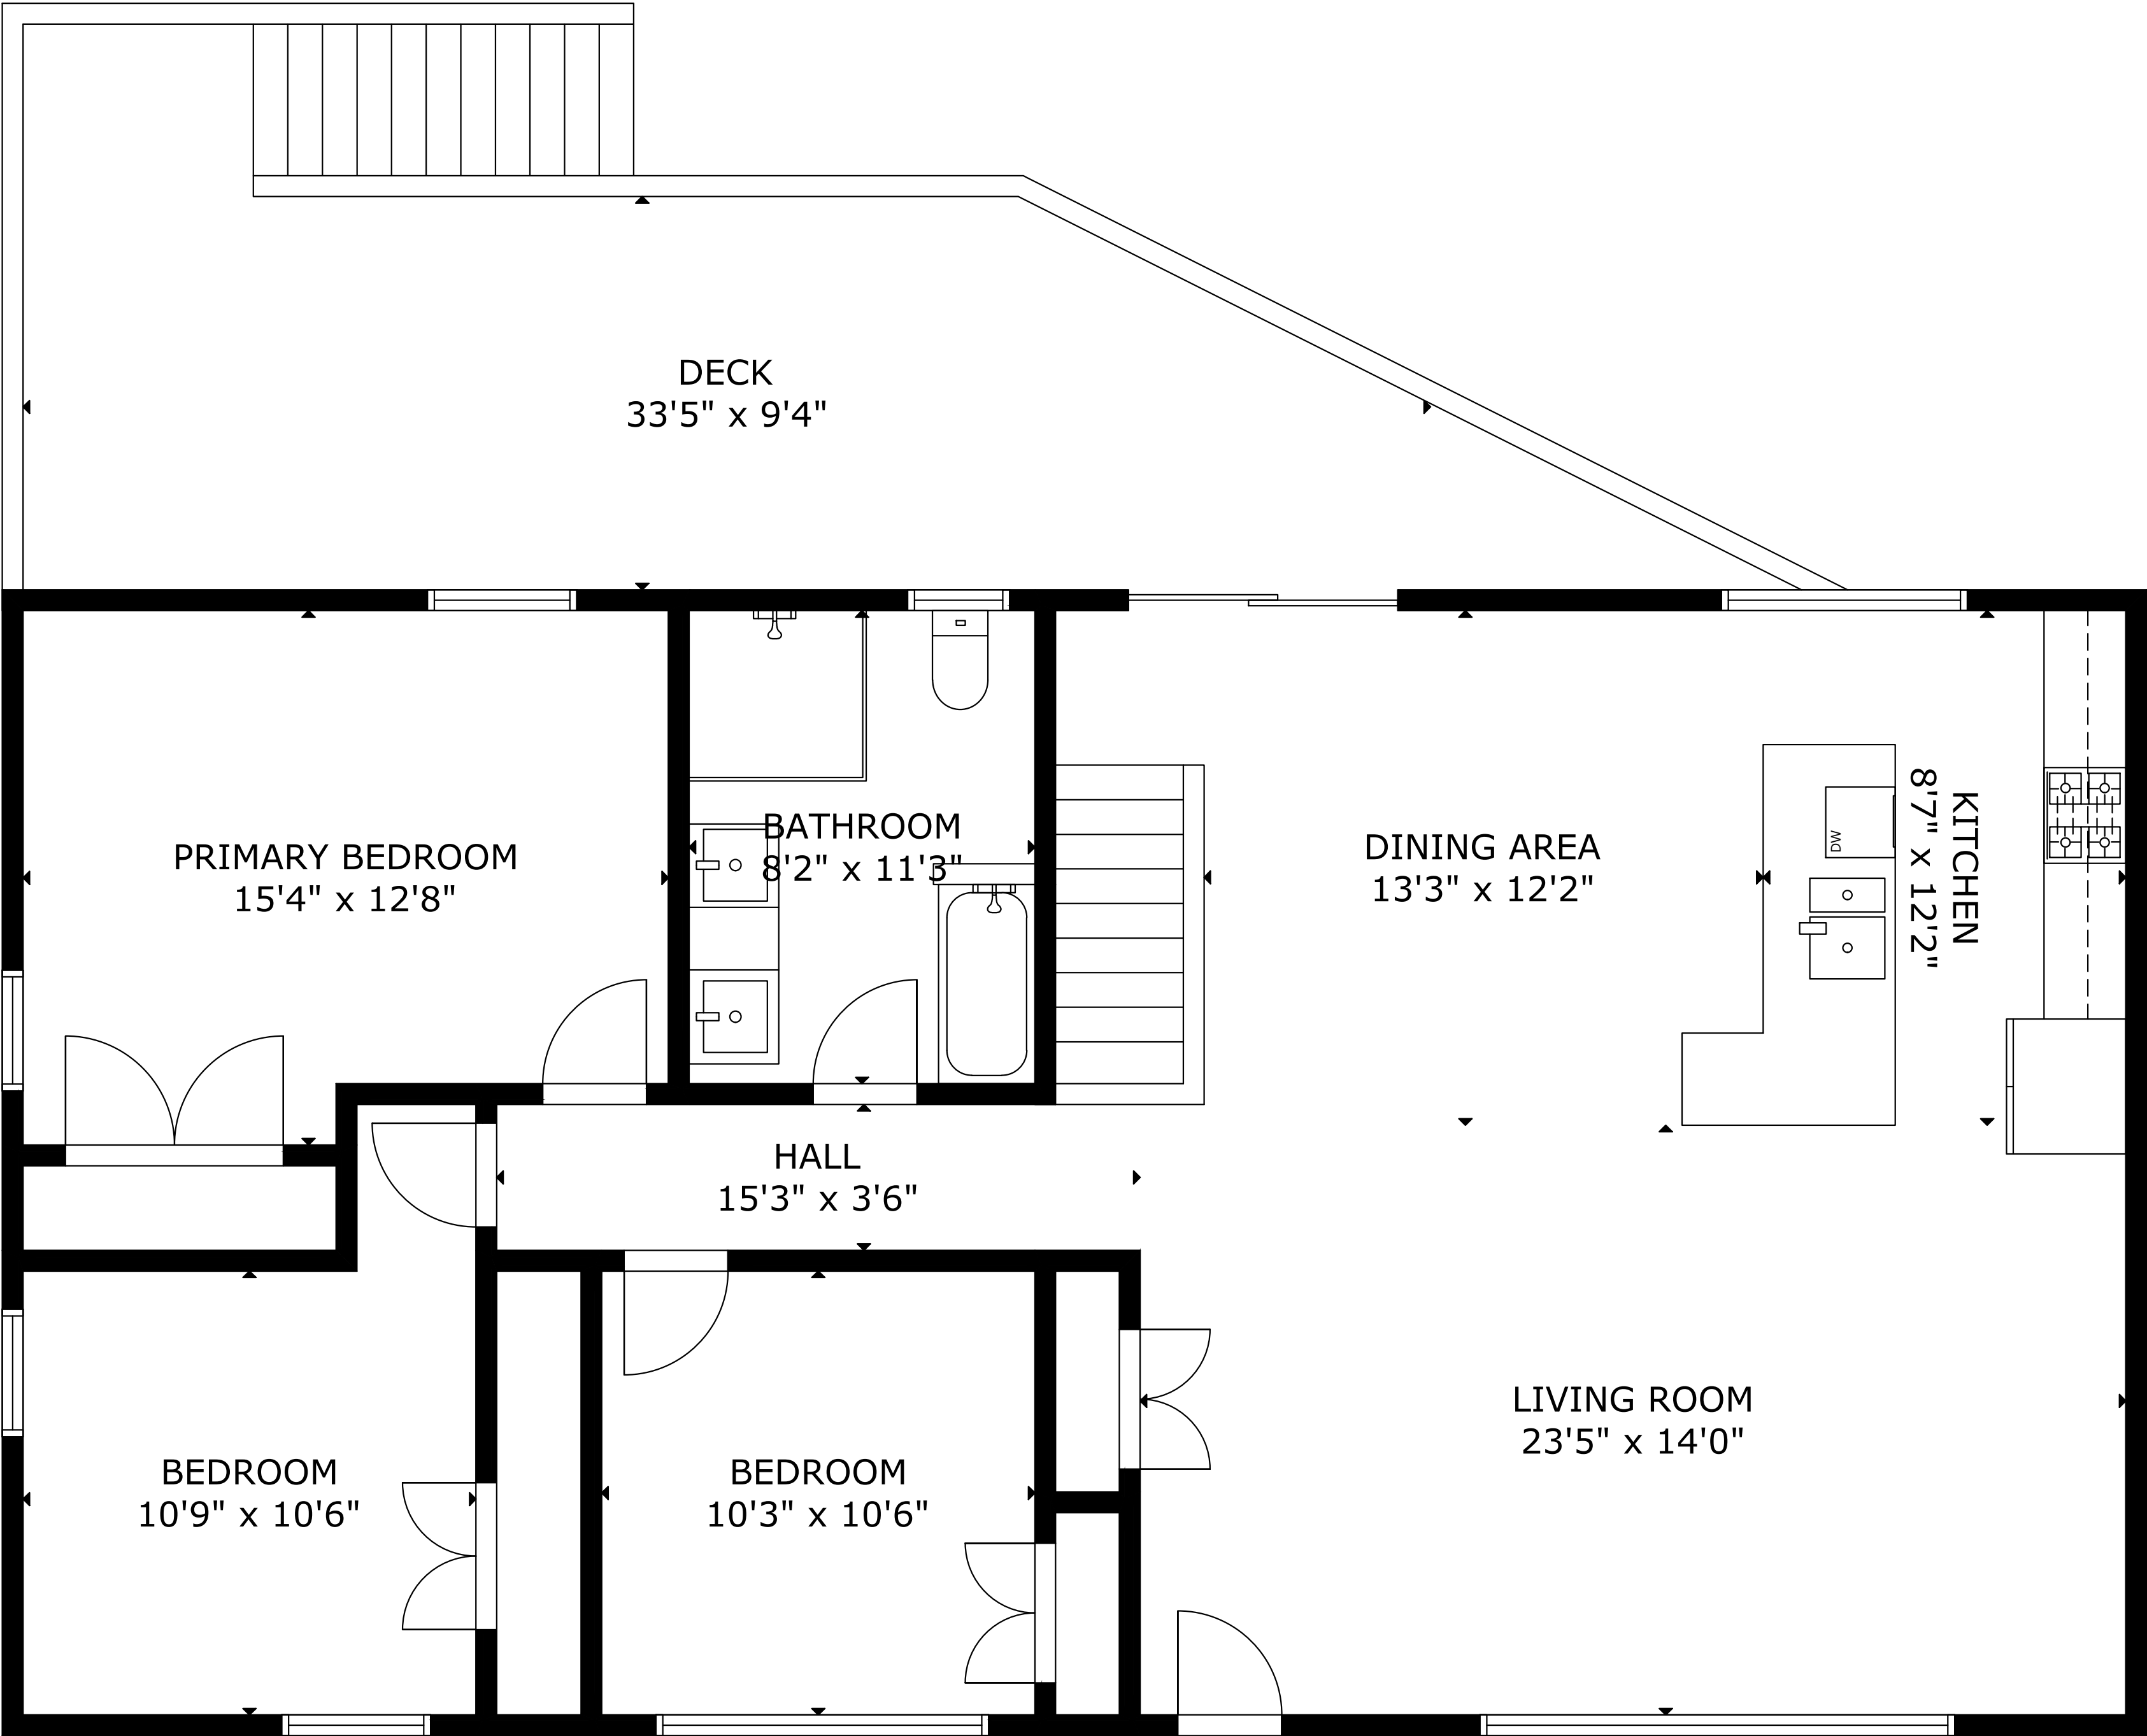 DECK
33'5" x 9'4"
PRIMARY BEDROOM
15'4" x 12'8"
BATHROOM
8'2" x 11'3"
DINING AREA
13'3" x 12'2"
DW
KITCHEN
8'7" x 12'2"
HALL
15'3" x 3'6"
BEDROOM
10'9" x 10'6"
BEDROOM
10'3" x 10'6"
LIVING ROOM
23'5" x 14'0"